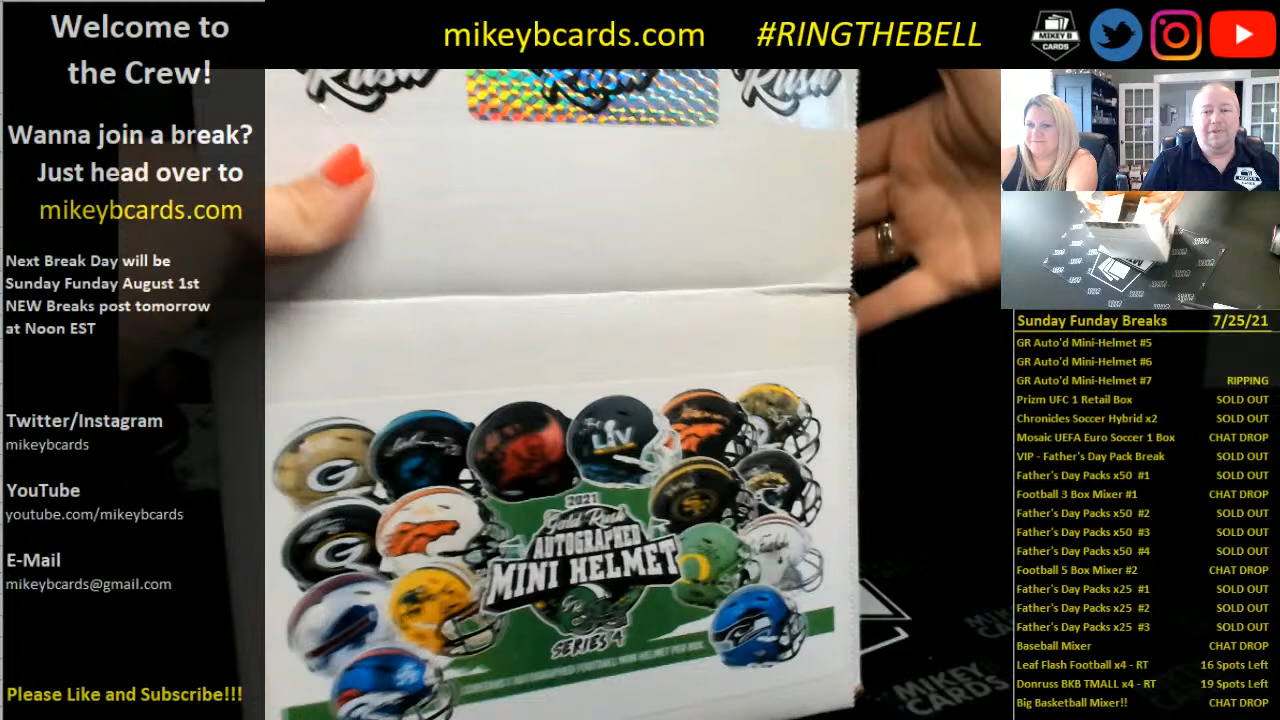 Welcome to
the Crew!
Wanna join a break?
Just head over to
mikeybcards.com
Next Break Day will be
Sunday Funday August 1st
NEW Breaks post tomorrow
at Noon EST
Twitter/Instagram
mikeybcards
YouTube
youtube.com/mikeybcards
E-Mail
mikeybcards@gmail.com
Please Like and Subscribe!!!
mikeybcards.com #RINGTHEBELL
MIKEY B
CARDS
Rush
Rush
Rush
LIV
2021
Gold Rush
AUTOGRAPHED
MINI HELMET
SERIES 4
MIKEY
CARDS
Sunday Funday Breaks 7/25/21
GR Auto'd Mini-Helmet #5
GR Auto'd Mini-Helmet #6
GR Auto'd Mini-Helmet #7 RIPPING
Prizm UFC 1 Retail Box SOLD OUT
Chronicles Soccer Hybrid x2 SOLD OUT
Mosaic UEFA Euro Soccer 1 Box CHAT DROP
VIP - Father's Day Pack Break SOLD OUT
Father's Day Packs x50 #1 SOLD OUT
Football 3 Box Mixer #1 CHAT DROP
Father's Day Packs x50 #2 SOLD OUT
Father's Day Packs x50 #3 SOLD OUT
Father's Day Packs x50 #4 SOLD OUT
Football 5 Box Mixer #2 CHAT DROP
Father's Day Packs x25 #1 SOLD OUT
Father's Day Packs x25 #2 SOLD OUT
Father's Day Packs x25 #3 SOLD OUT
Baseball Mixer CHAT DROP
Leaf Flash Football x4 - RT 16 Spots Left
Donruss BKB TMALL x4 - RT 19 Spots Left
Big Basketball Mixer!! CHAT DROP